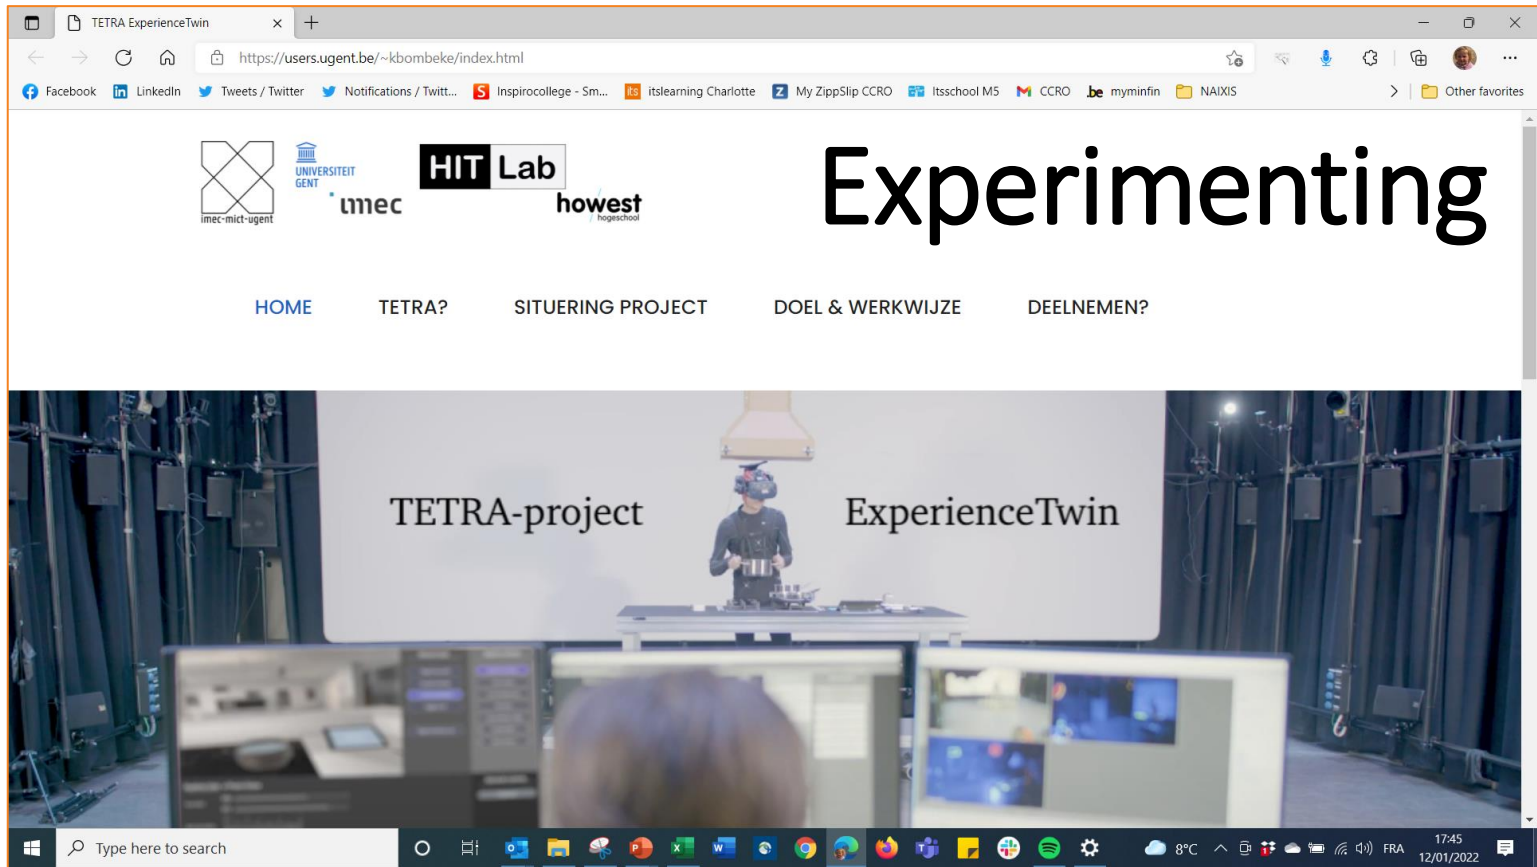 TETRA ExperienceTwin
https://users.ugent.be/~kbombeke/index.html
Facebook LinkedIn Tweets / Twitter Notifications / Twitt... Inspirocollege - Sm... itslearning Charlotte My ZippSlip CCRO Itsschool M5 CCRO myminfin NAIXIS Other favorites
imec-mict-ugent
UNIVERSITEIT
GENT
imec
HIT Lab
howest
hogeschool
Experimenting
HOME TETRA? SITUERING PROJECT DOEL & WERKWIJZE DEELNEMEN?
TETRA-project ExperienceTwin
Type here to search
8°C FRA 17:45
12/01/2022